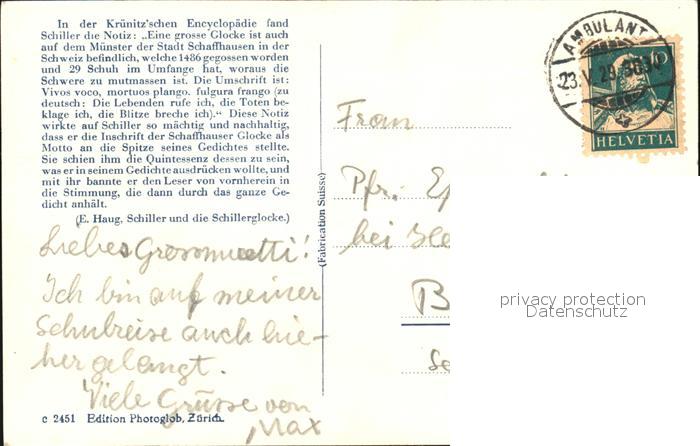 In der Krünitz'schen Encyclopädie fand
Schiller die Notiz: „Eine grosse Glocke ist auch
auf dem Münster der Stadt Schaffhausen in der
Schweiz befindlich, welche 1486 gegossen worden
und 29 Schuh im Umfange hat, woraus die
Schwere zu mutmassen ist. Die Umschrift ist:
Vivos voco, mortuos plango. fulgura frango (zu
deutsch: Die Lebenden rufe ich, die Toten be-
klage ich, die Blitze breche ich)." Diese Notiz
wirkte auf Schiller so mächtig und nachhaltig,
dass er die Inschrift der Schaffhauser Glocke als
Motto an die Spitze seines Gedichtes stellte.
Sie schien ihm die Quintessenz dessen zu sein,
was er in seinem Gedichte ausdrücken wollte, und
mit ihr bannte er den Leser von vornherein in
die Stimmung, die dann durch das ganze Ge-
dicht anhält.
(E. Haug, Schiller und die Schillerglocke.)
Liebes Grossmuetti!
Ich bin auf meiner
Schulreise auch hie-
her gelangt.
Viele Grüsse von
Max
c 2451 Edition Photoglob, Zürich.
(Fabrication Suisse)
AMBULANT
23.V.29
10
HELVETIA
Frau
Pfr.
bei
privacy protection
Datenschutz